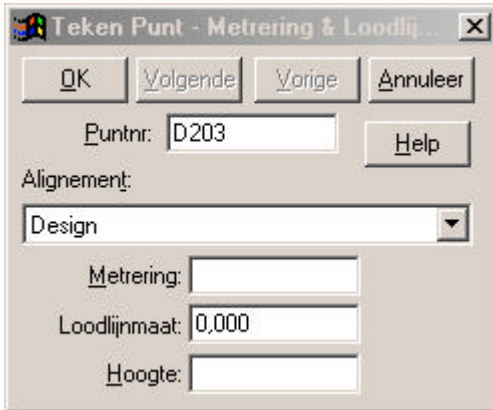 Teken Punt - Metrering & Loodlij...
OK Volgende Vorige Annuleer
Puntnr: D203 Help
Alignement:
Design
Metrering:
Loodlijnmaat: 0,000
Hoogte: